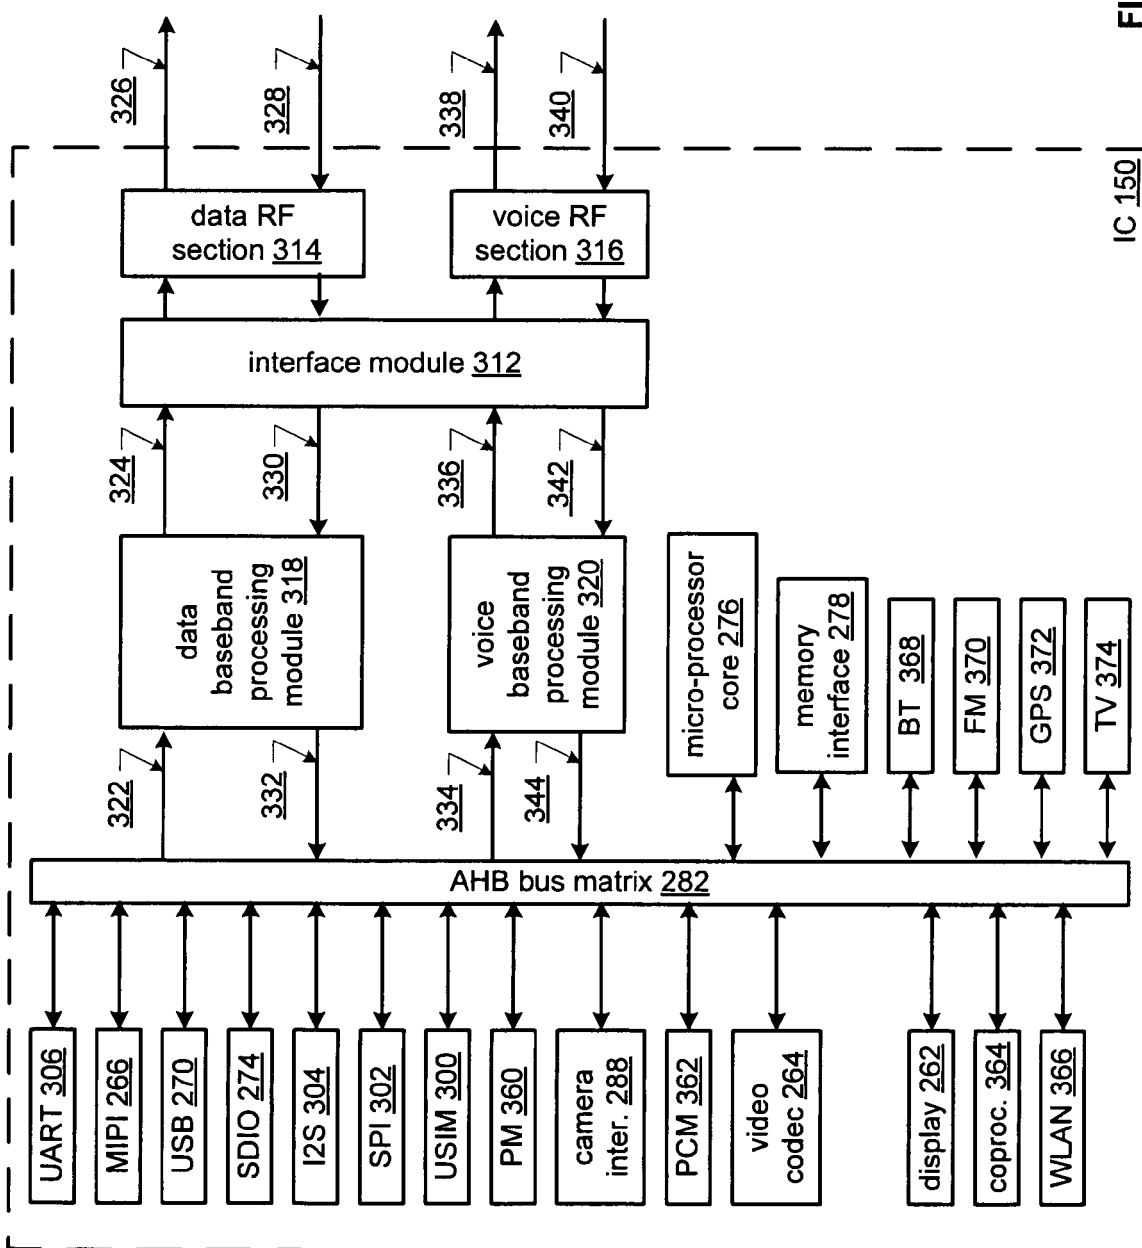 UART 306
MIPI 266
USB 270
SDIO 274
I2S 304
SPI 302
USIM 300
PM 360
camera
inter. 288
PCM 362
video
codec 264
display 262
coproc. 364
WLAN 366
AHB bus matrix 282
322
332
334
344
data
baseband
processing
module 318
voice
baseband
processing
module 320
micro-processor
core 276
memory
interface 278
BT 368
FM 370
GPS 372
TV 374
324
330
336
342
interface module 312
data RF
section 314
voice RF
section 316
326
328
338
340
IC 150